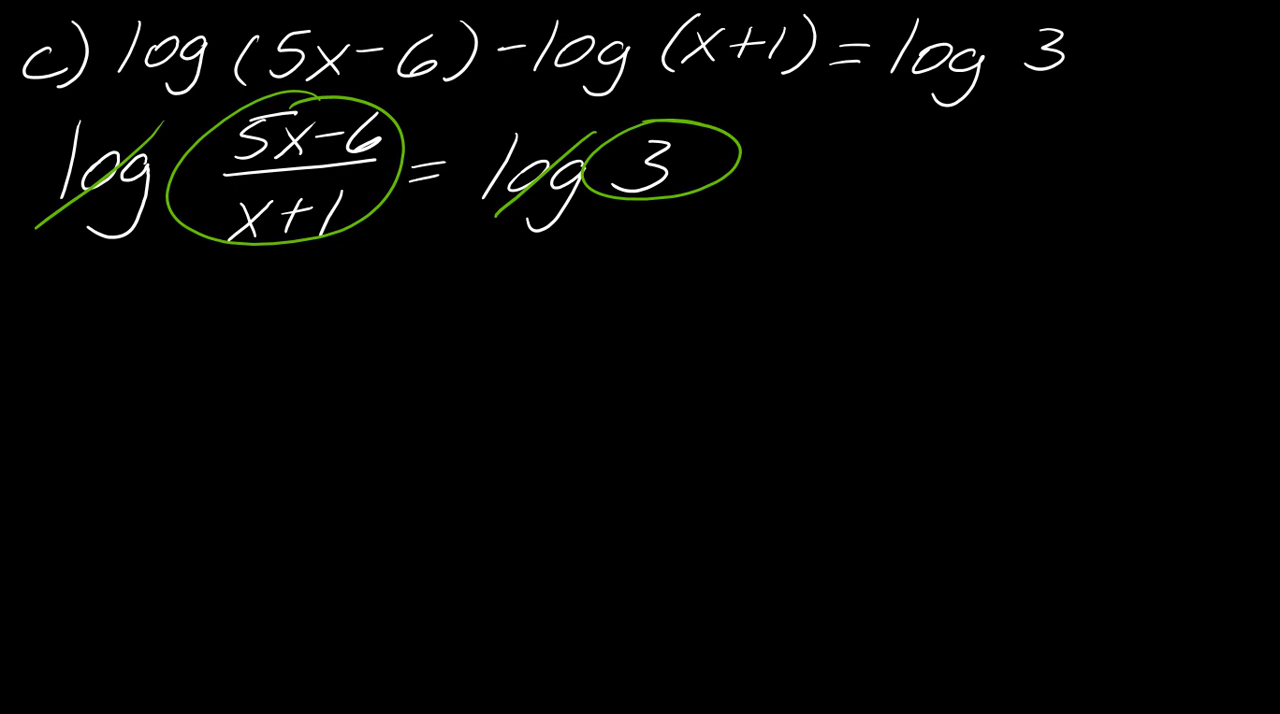 c) log (5x-6) - log (x+1) = log 3
log (5x-6)/(x+1) = log 3